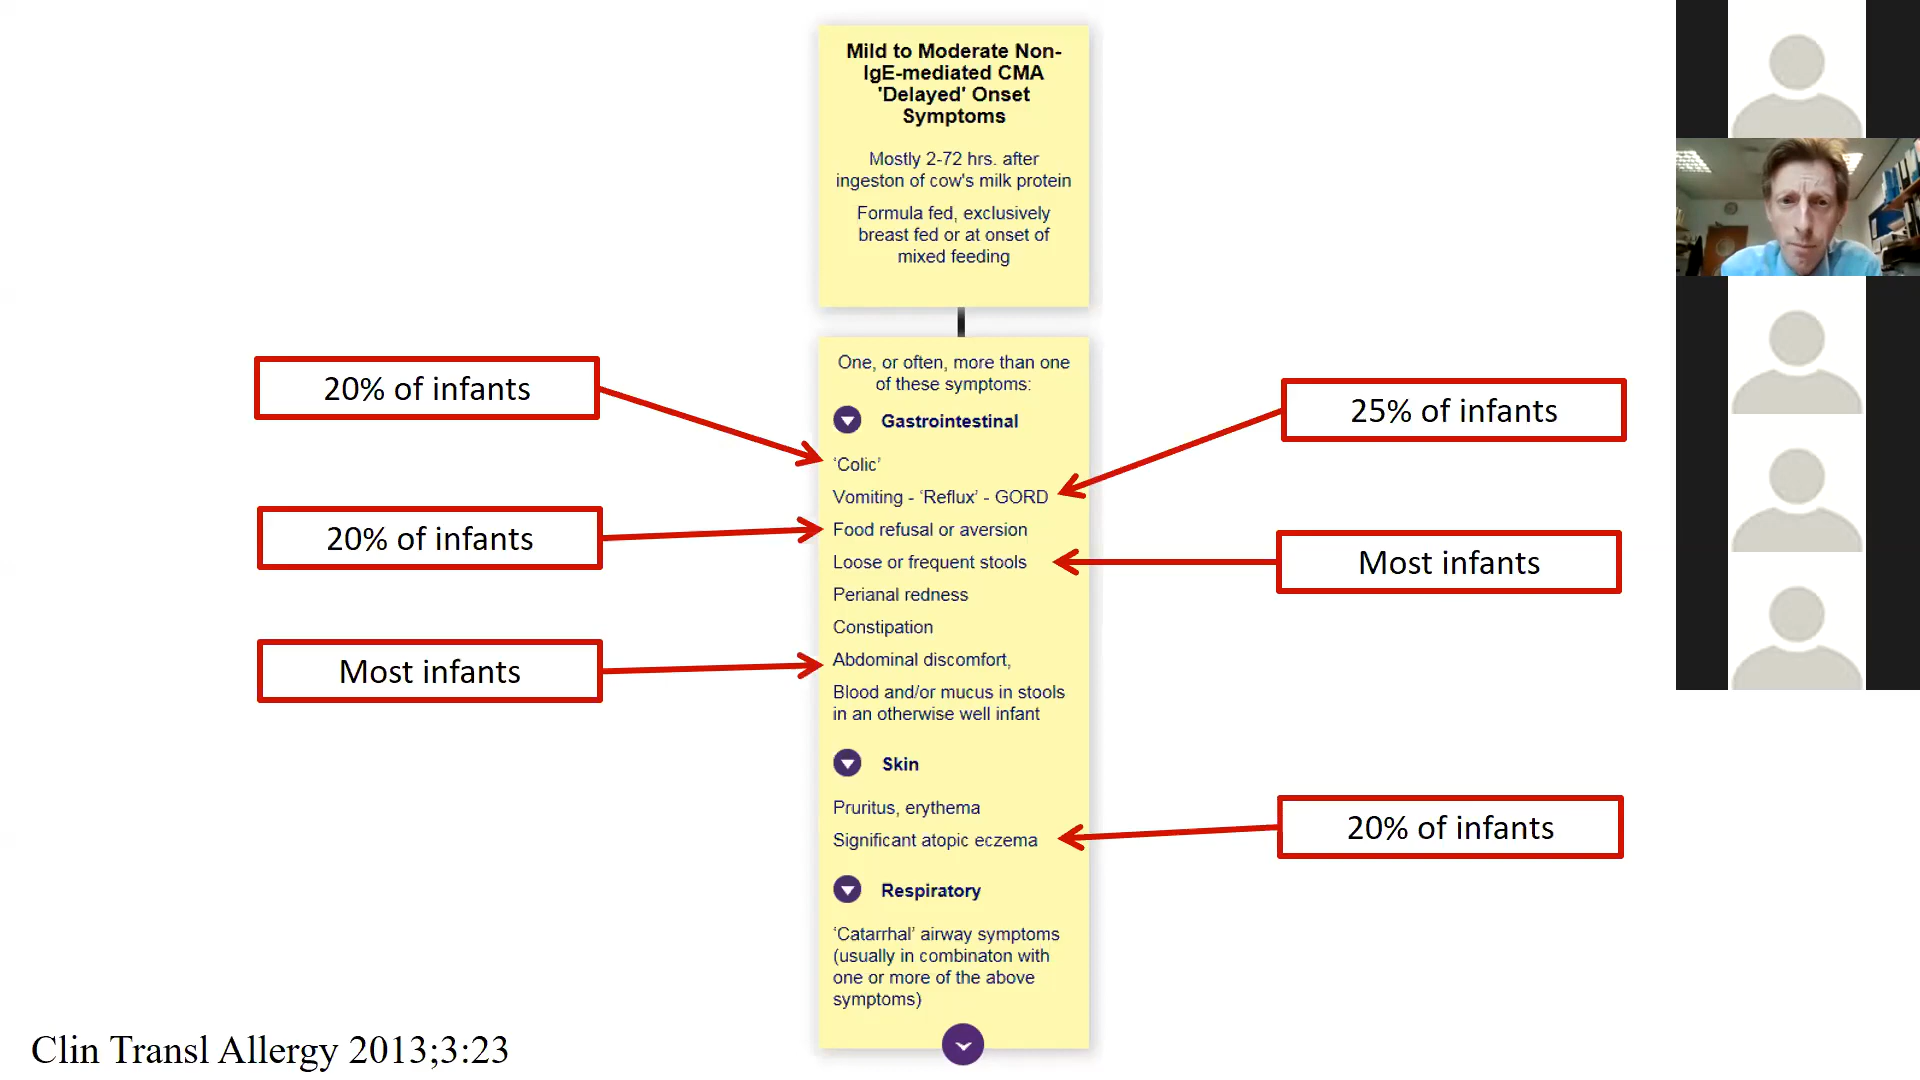 Mild to Moderate Non-
IgE-mediated CMA
'Delayed' Onset
Symptoms
Mostly 2-72 hrs. after
ingeston of cow's milk protein
Formula fed, exclusively
breast fed or at onset of
mixed feeding
One, or often, more than one
of these symptoms:
Gastrointestinal
‘Colic’
Vomiting - ‘Reflux’ - GORD
Food refusal or aversion
Loose or frequent stools
Perianal redness
Constipation
Abdominal discomfort,
Blood and/or mucus in stools
in an otherwise well infant
Skin
Pruritus, erythema
Significant atopic eczema
Respiratory
‘Catarrhal’ airway symptoms
(usually in combinaton with
one or more of the above
symptoms)
20% of infants
20% of infants
Most infants
25% of infants
Most infants
20% of infants
Clin Transl Allergy 2013;3:23